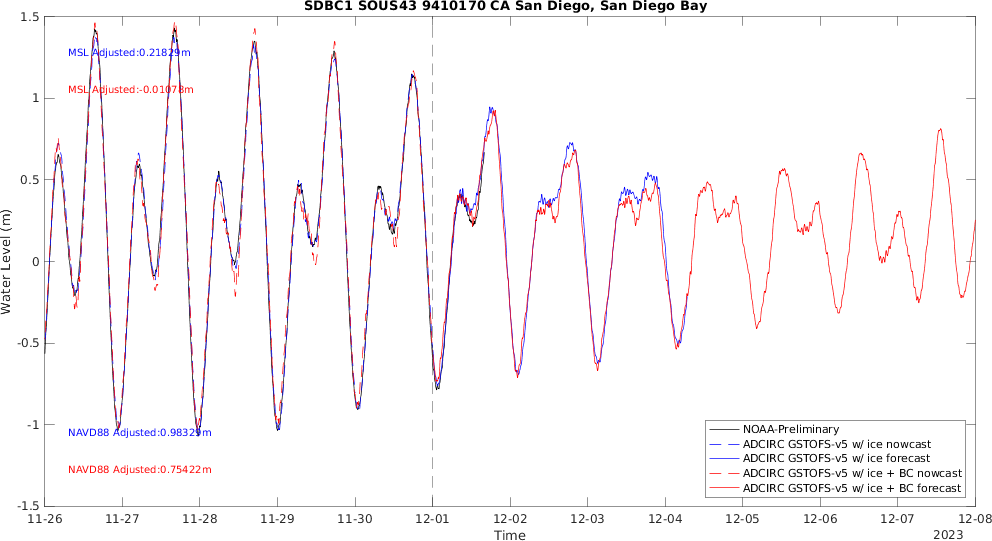 SDBC1 SOUS43 9410170 CA San Diego, San Diego Bay
1.5
1
0.5
0
-0.5
-1
-1.5
Water Level (m)
MSL Adjusted:0.21829m
MSL Adjusted:-0.01078m
NAVD88 Adjusted:0.98329m
NAVD88 Adjusted:0.75422m
NOAA-Preliminary
ADCIRC GSTOFS-v5 w/ ice nowcast
ADCIRC GSTOFS-v5 w/ ice forecast
ADCIRC GSTOFS-v5 w/ ice + BC nowcast
ADCIRC GSTOFS-v5 w/ ice + BC forecast
11-26 11-27 11-28 11-29 11-30 12-01 12-02 12-03 12-04 12-05 12-06 12-07 12-08
Time
2023